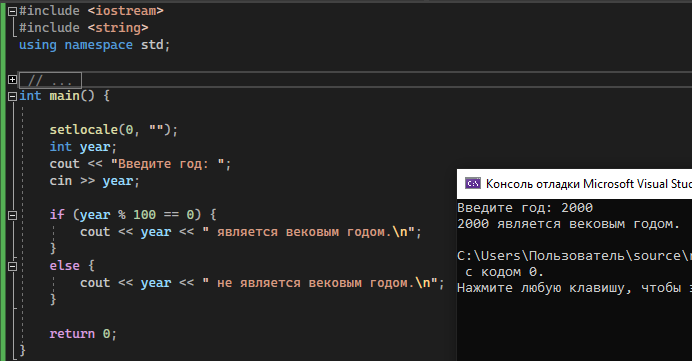 #include <iostream>
#include <string>
using namespace std;
// ...
int main() {
setlocale(0, "");
int year;
cout << "Введите год: ";
cin >> year;
if (year % 100 == 0) {
cout << year << " является вековым годом.\n";
}
else {
cout << year << " не является вековым годом.\n";
}
return 0;
}
Консоль отладки Microsoft Visual Stud
Введите год: 2000
2000 является вековым годом.
C:\Users\Пользователь\source\
с кодом 0.
Нажмите любую клавишу, чтобы